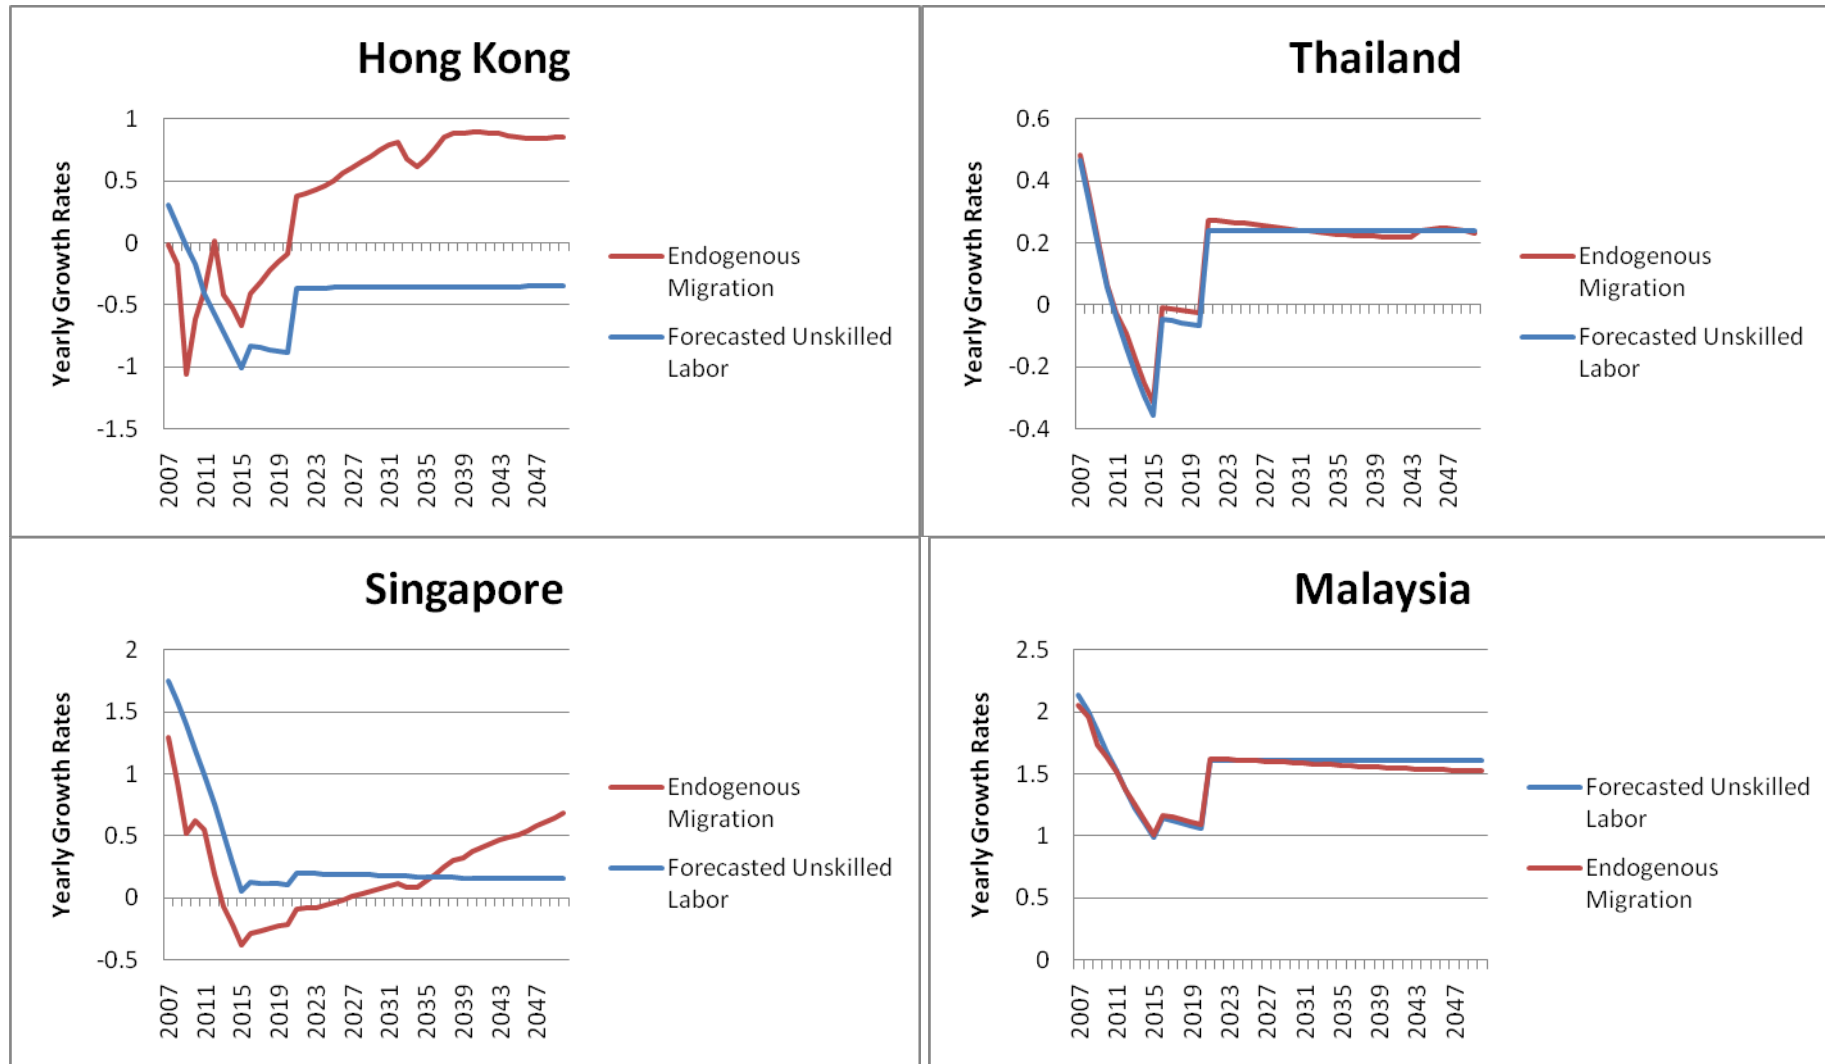 Hong Kong
Yearly Growth Rates
1
0.5
0
-0.5
-1
-1.5
2007
2011
2015
2019
2023
2027
2031
2035
2039
2043
2047
Endogenous
Migration
Forecasted Unskilled
Labor
Thailand
Yearly Growth Rates
0.6
0.4
0.2
0
-0.2
-0.4
2007
2011
2015
2019
2023
2027
2031
2035
2039
2043
2047
Endogenous
Migration
Forecasted Unskilled
Labor
Singapore
Yearly Growth Rates
2
1.5
1
0.5
0
-0.5
2007
2011
2015
2019
2023
2027
2031
2035
2039
2043
2047
Endogenous
Migration
Forecasted Unskilled
Labor
Malaysia
Yearly Growth Rates
2.5
2
1.5
1
0.5
0
2007
2011
2015
2019
2023
2027
2031
2035
2039
2043
2047
Forecasted Unskilled
Labor
Endogenous
Migration